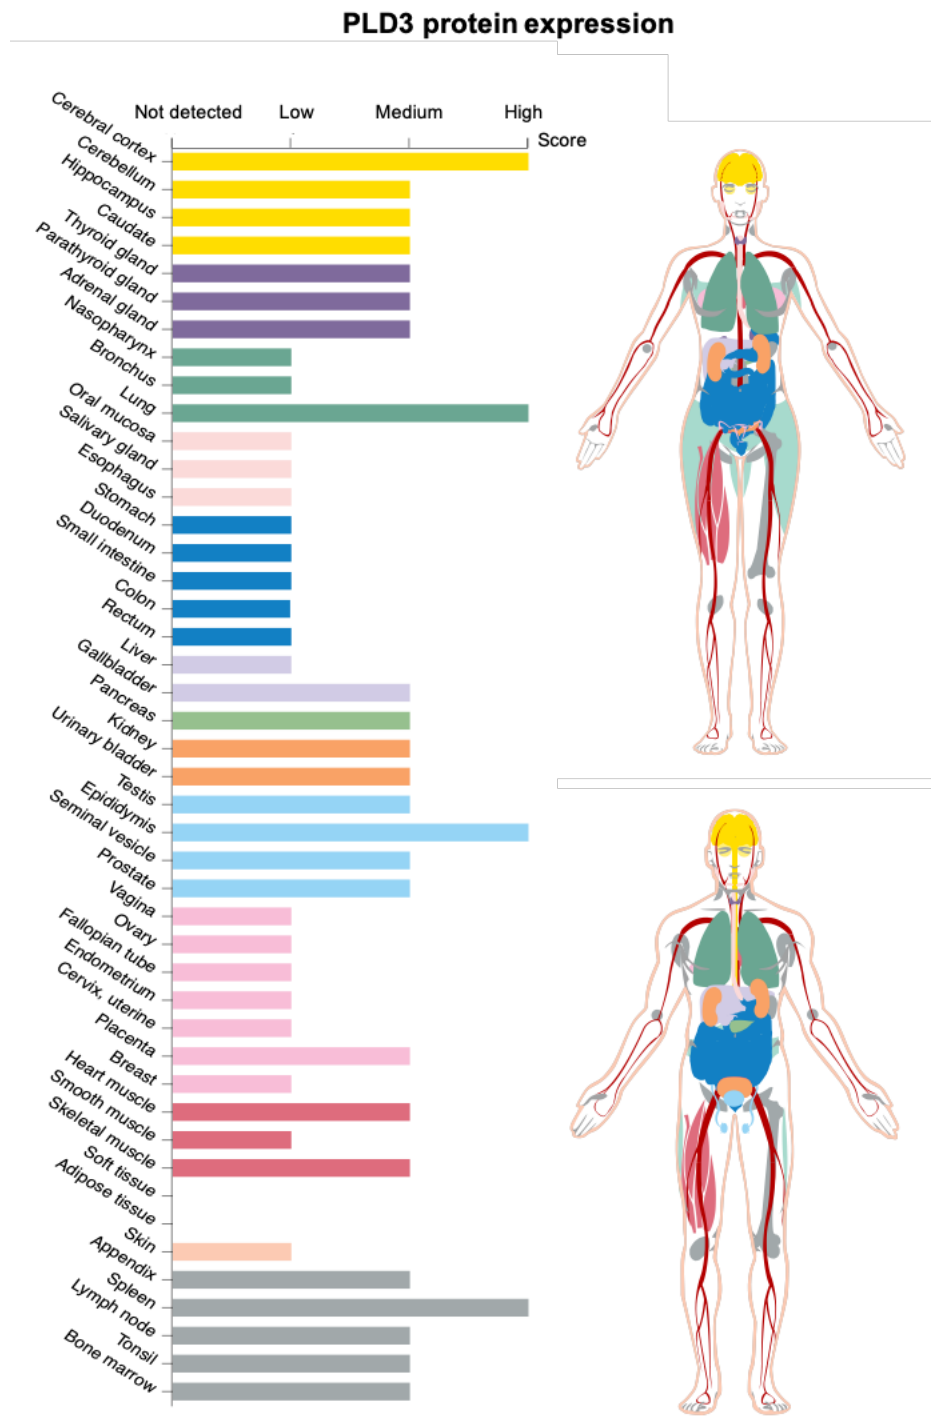 PLD3 protein expression
Not detected Low Medium High
Score
Cerebral cortex
Cerebellum
Hippocampus
Caudate
Thyroid gland
Parathyroid gland
Adrenal gland
Nasopharynx
Bronchus
Lung
Oral mucosa
Salivary gland
Esophagus
Stomach
Duodenum
Small intestine
Colon
Rectum
Liver
Gallbladder
Pancreas
Kidney
Urinary bladder
Testis
Epididymis
Seminal vesicle
Prostate
Vagina
Ovary
Fallopian tube
Endometrium
Cervix, uterine
Placenta
Breast
Heart muscle
Smooth muscle
Skeletal muscle
Soft tissue
Adipose tissue
Skin
Appendix
Spleen
Lymph node
Tonsil
Bone marrow